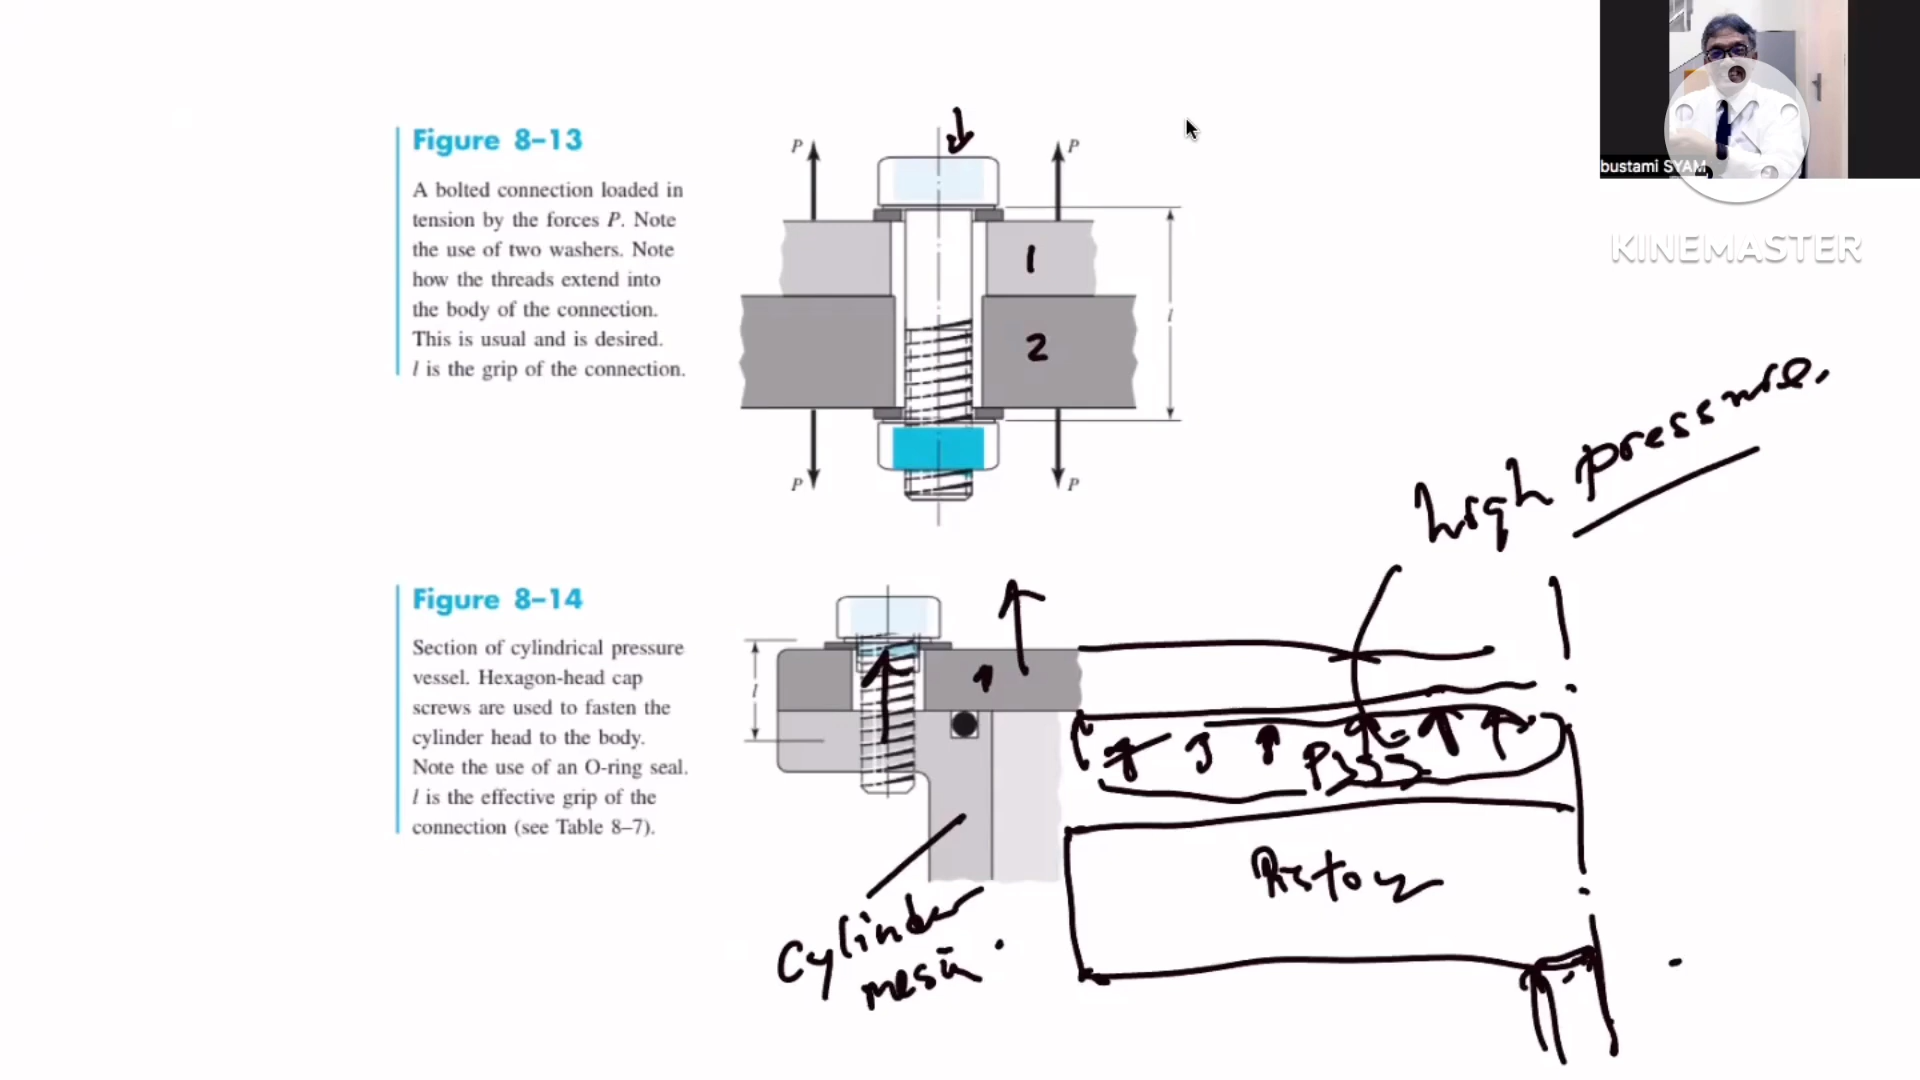 Figure 8–13
A bolted connection loaded in
tension by the forces P. Note
the use of two washers. Note
how the threads extend into
the body of the connection.
This is usual and is desired.
l is the grip of the connection.
P
P
1
2
l
P
P
bustami SYAM
KINEMASTER
high pressure.
Figure 8–14
Section of cylindrical pressure
vessel. Hexagon-head cap
screws are used to fasten the
cylinder head to the body.
Note the use of an O-ring seal.
l is the effective grip of the
connection (see Table 8–7).
l
Piston
Cylinder
mesin